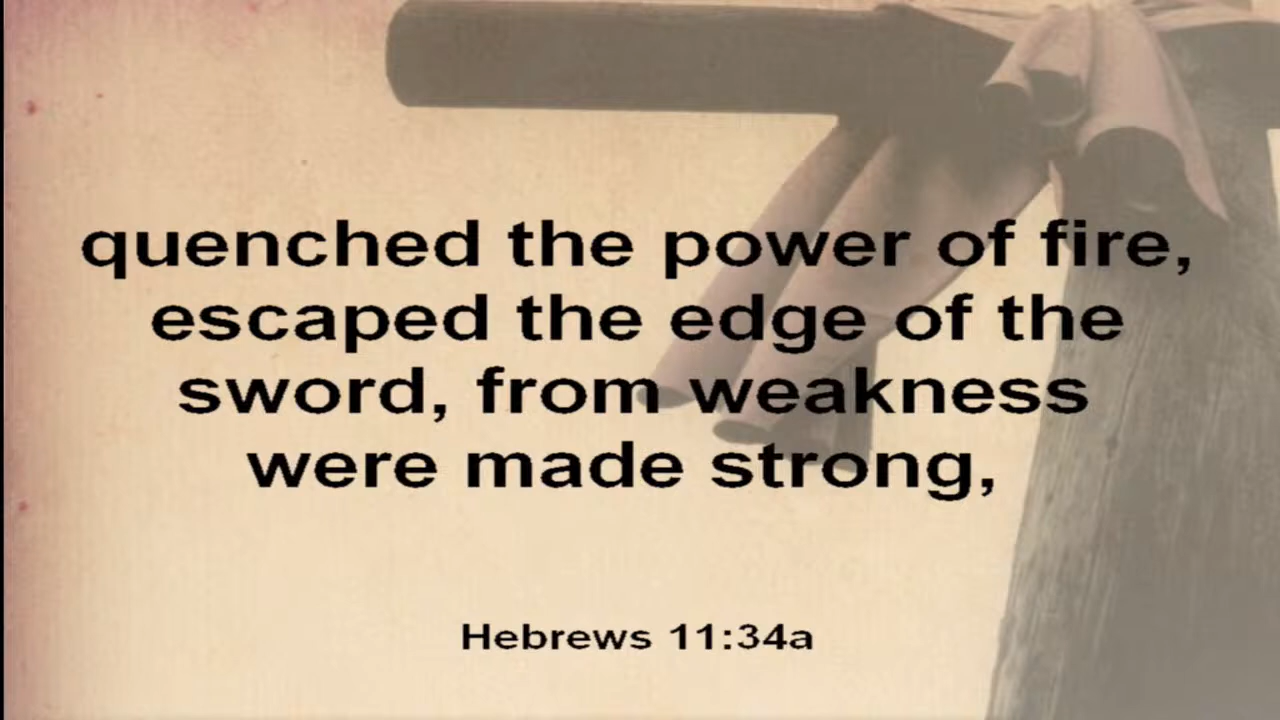 quenched the power of fire,
escaped the edge of the
sword, from weakness
were made strong,
Hebrews 11:34a